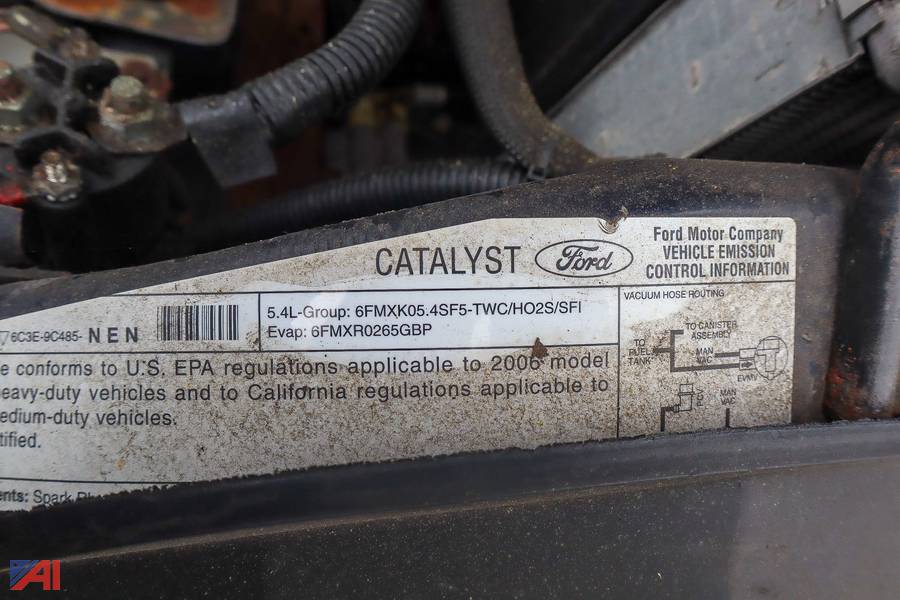 CATALYST Ford
Ford Motor Company
VEHICLE EMISSION
CONTROL INFORMATION
6C3E-9C485- NEN
5.4L-Group: 6FMXK05.4SF5-TWC/HO2S/SFI
Evap: 6FMXR0265GBP
e conforms to U.S. EPA regulations applicable to 2006 model
eavy-duty vehicles and to California regulations applicable to
edium-duty vehicles.
tified.
ents: Spark
VACUUM HOSE ROUTING
TO CANISTER
ASSEMBLY
TO
FUEL
TANK
MAN
VAC
EVMV
MAN
VAC
AI